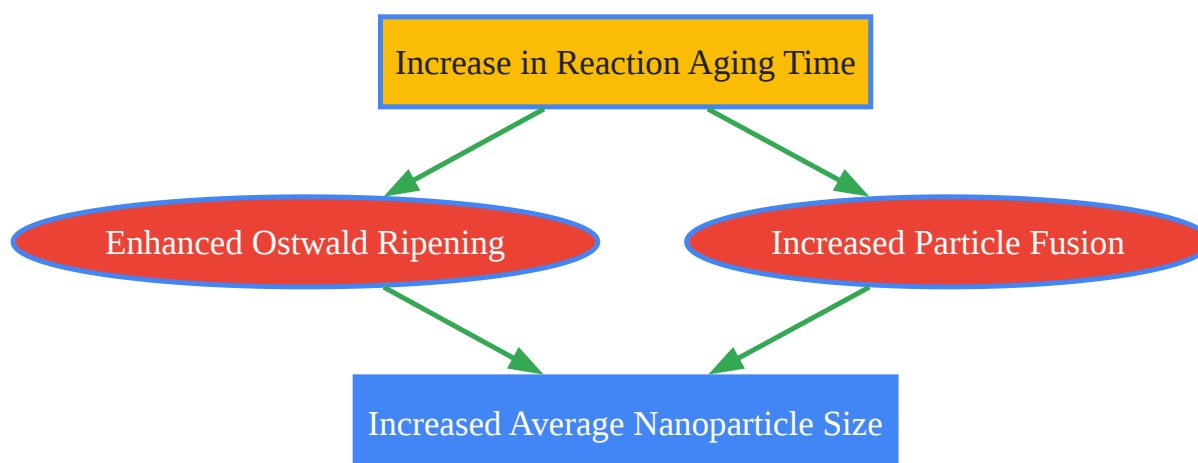 Increase in Reaction Aging Time
Enhanced Ostwald Ripening
Increased Particle Fusion
Increased Average Nanoparticle Size